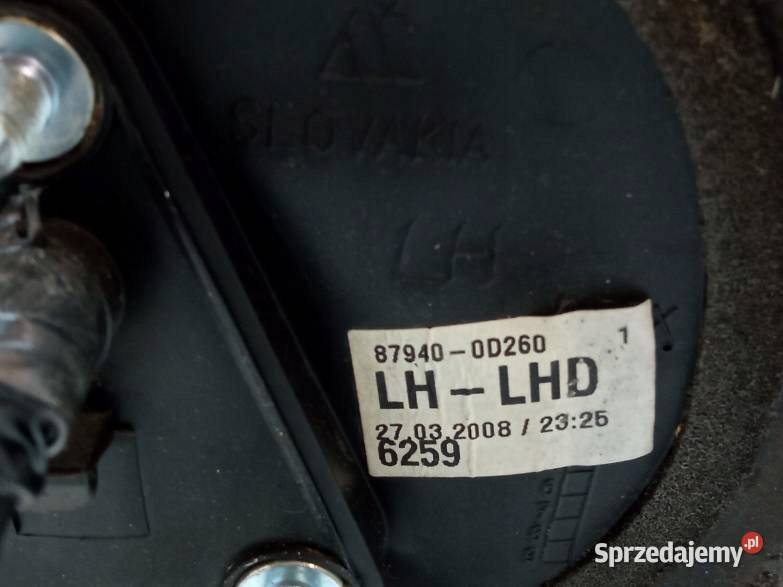 SLOVAKIA
LH
87940-0D260 1
LH-LHD
27.03.2008 / 23:25
6259
Sprzedajemy.pl